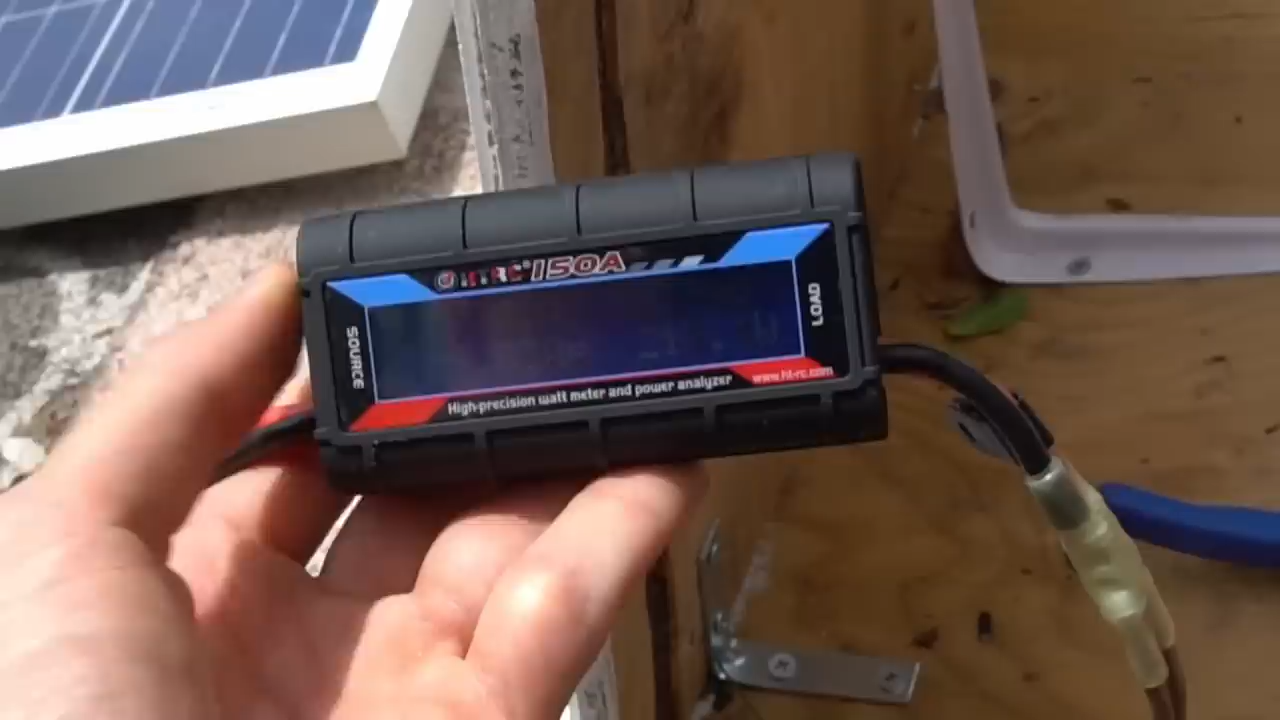 HTRC® 150A
SOURCE
LOAD
High-precision watt meter and power analyzer
www.ht-rc.com